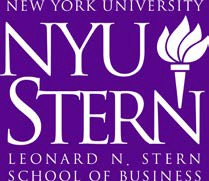 NEW YORK UNIVERSITY
NYU
STERN
LEONARD N. STERN
SCHOOL OF BUSINESS